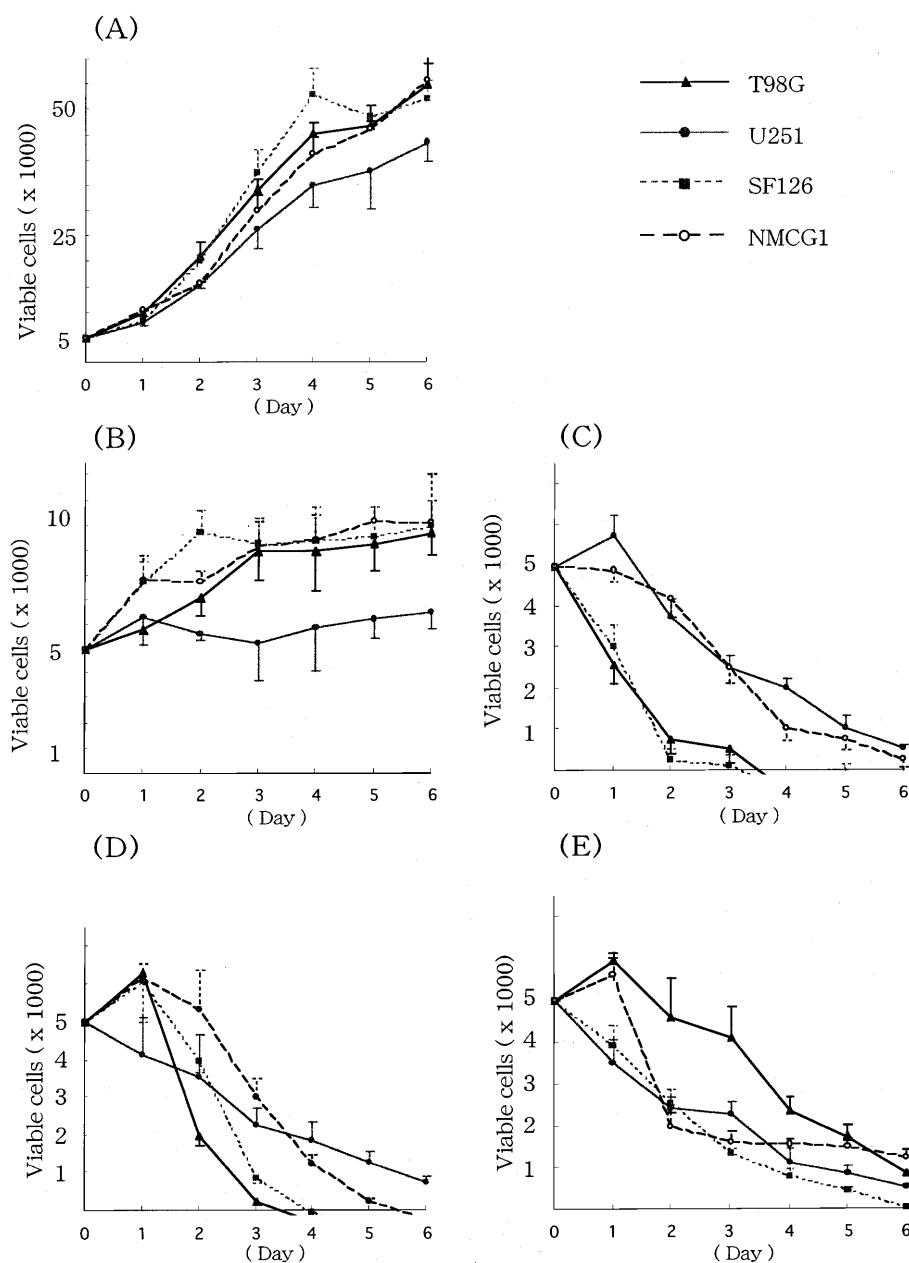 (A)
Viable cells ( x 1000)
50
25
5
0 1 2 3 4 5 6
( Day )
T98G
U251
SF126
NMCG1
(B)
Viable cells ( x 1000)
10
5
1
0 1 2 3 4 5 6
( Day )
(C)
Viable cells ( x 1000)
5
4
3
2
1
0 1 2 3 4 5 6
( Day )
(D)
Viable cells ( x 1000)
5
4
3
2
1
0 1 2 3 4 5 6
( Day )
(E)
Viable cells ( x 1000)
5
4
3
2
1
0 1 2 3 4 5 6
( Day )